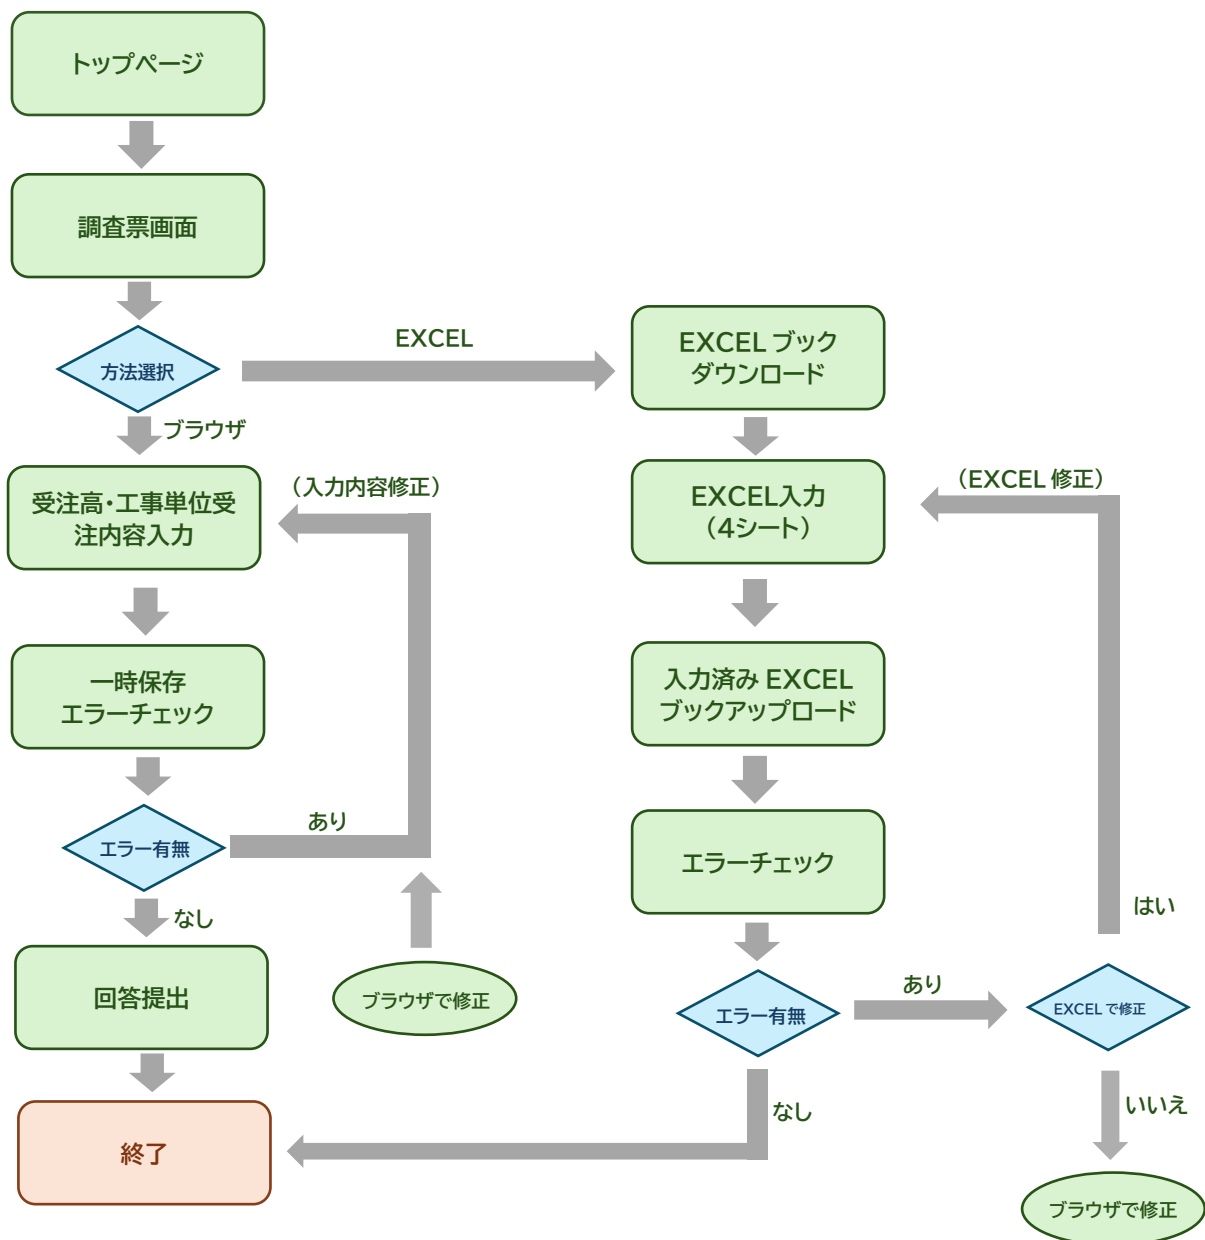 トップページ
調査票画面
方法選択
EXCEL
ブラウザ
受注高・工事単位受
注内容入力
（入力内容修正）
一時保存
エラーチェック
エラー有無
あり
なし
回答提出
ブラウザで修正
終了
EXCEL ブック
ダウンロード
EXCEL入力
（4シート）
（EXCEL 修正）
入力済み EXCEL
ブックアップロード
エラーチェック
エラー有無
あり
なし
EXCEL で修正
はい
いいえ
ブラウザで修正